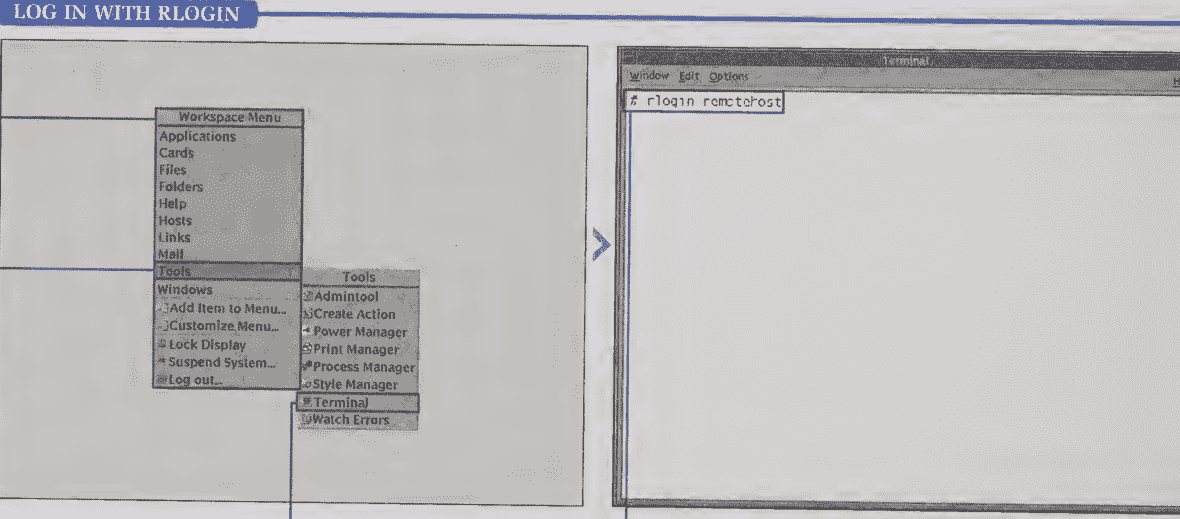 LOG IN WITH RLOGIN
Workspace Menu
Applications
Cards
Files
Folders
Help
Hosts
Links
Mail
Tools
Windows
Add Item to Menu...
Customize Menu...
Lock Display
Suspend System...
Log out...
Tools
Admintool
Create Action
Power Manager
Print Manager
Process Manager
Style Manager
Terminal
Watch Errors
Terminal
Window Edit Options
# rlogin remotehost